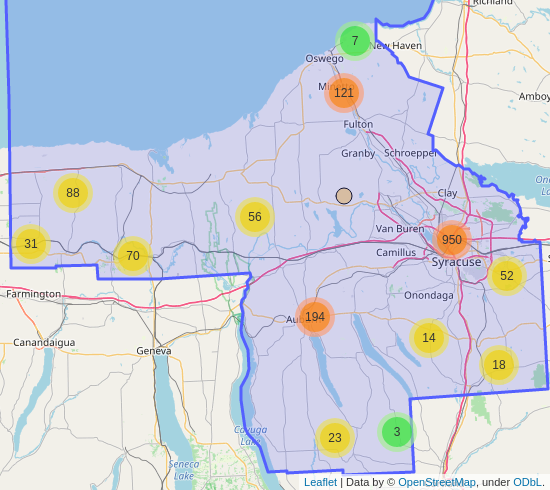 Richland
7
New Haven
Oswego
121
Amboy
Fulton
Granby
Schroeppel
88
Clay
56
Van Buren
950
31
70
Camillus
Syracuse
52
Farmington
Onondaga
194
14
Canandaigua
Geneva
18
Cayuga
Lake
23
3
Seneca
Lake
Leaflet | Data by © OpenStreetMap, under ODbL.